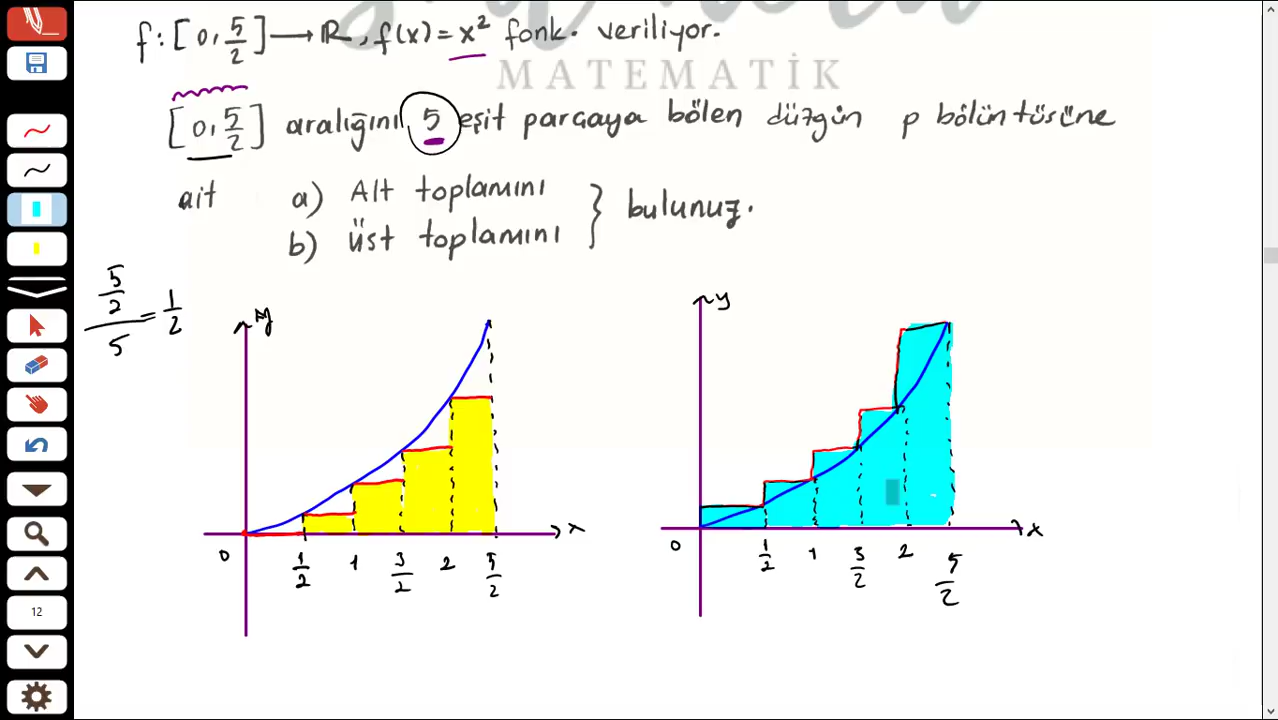 f: [0, 5/2] → R, f(x) = x² fonk. veriliyor.
MATEMATİK
[0, 5/2] aralığını 5 eşit parçaya bölen düzgün p bölüntüsüne
ait a) Alt toplamını
b) Üst toplamını } bulunuz.
5/2 / 5 = 1/2
y
x
0 1/2 1 3/2 2 5/2
y
x
0 1/2 1 3/2 2 5/2
12